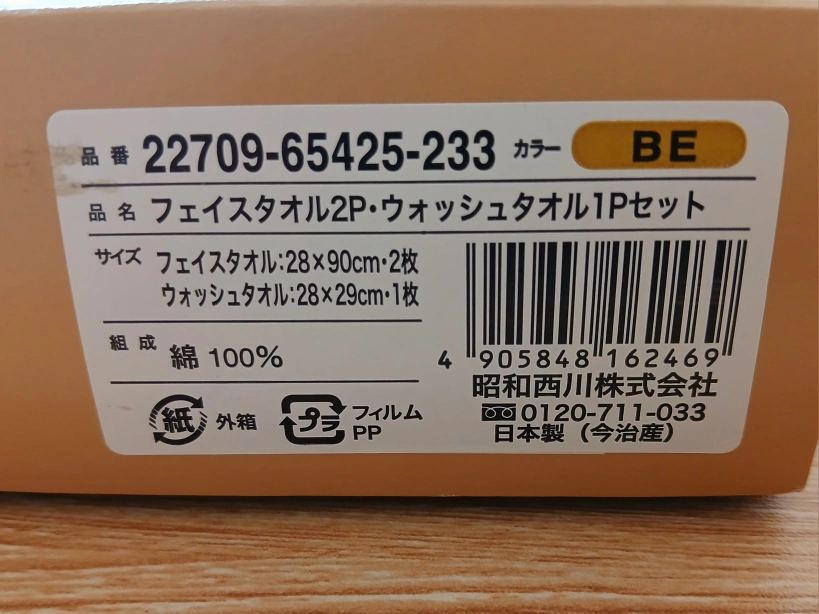 品番 22709-65425-233 カラー BE
品名 フェイスタオル2P・ウォッシュタオル1Pセット
サイズ フェイスタオル:28×90cm・2枚
ウォッシュタオル:28×29cm・1枚
組成 綿 100%
紙 外箱 プラ フィルム
PP
4 905848 162469
昭和西川株式会社
0120-711-033
日本製（今治産）